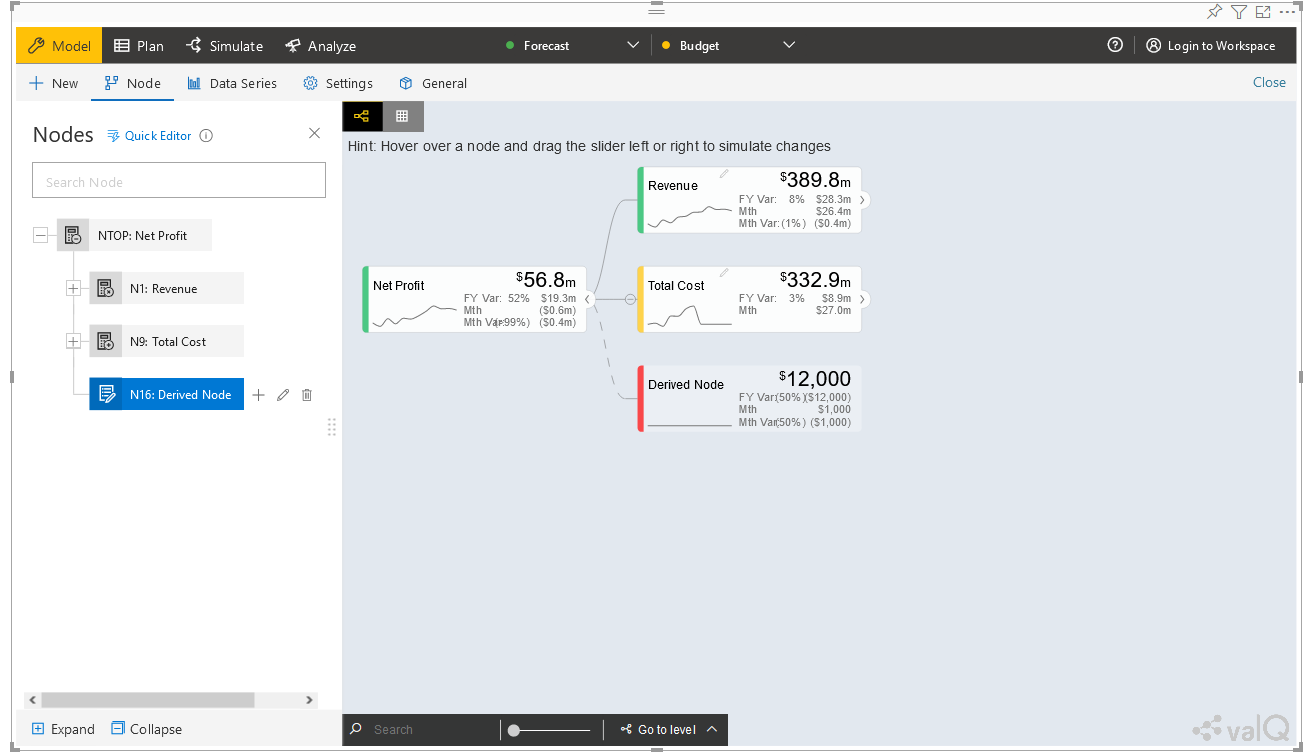 Model Plan Simulate Analyze Forecast Budget Login to Workspace
New Node Data Series Settings General Close
Nodes Quick Editor
Hint: Hover over a node and drag the slider left or right to simulate changes
Search Node
NTOP: Net Profit
N1: Revenue
N9: Total Cost
N16: Derived Node
Revenue $389.8m
FY Var: 8% $28.3m
Mth $26.4m
Mth Var: (1%) ($0.4m)
Net Profit $56.8m
FY Var: 52% $19.3m
Mth ($0.6m)
Mth Var: (99%) ($0.4m)
Total Cost $332.9m
FY Var: 3% $8.9m
Mth $27.0m
Derived Node $12,000
FY Var: (50%) ($12,000)
Mth $1,000
Mth Var: (50%) ($1,000)
Expand Collapse
Search Go to level
valQ